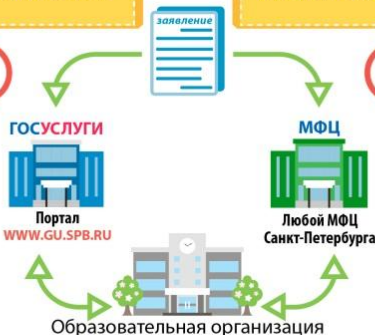 заявление
ГОСУСЛУГИ
МФЦ
Портал
WWW.GU.SPB.RU
Любой МФЦ
Санкт-Петербурга
Образовательная организация